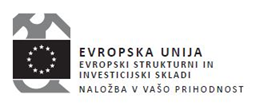 EVROPSKA UNIJA
EVROPSKI STRUKTURNI IN
INVESTICIJSKI SKLADI
NALOŽBA V VAŠO PRIHODNOST